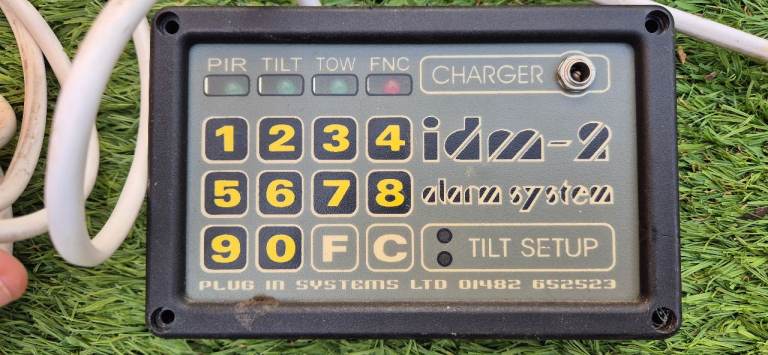 PIR TILT TOW FNC CHARGER
1 2 3 4 idm-2
5 6 7 8 alarm system
9 0 F C TILT SETUP
PLUG IN SYSTEMS LTD 01482 652523